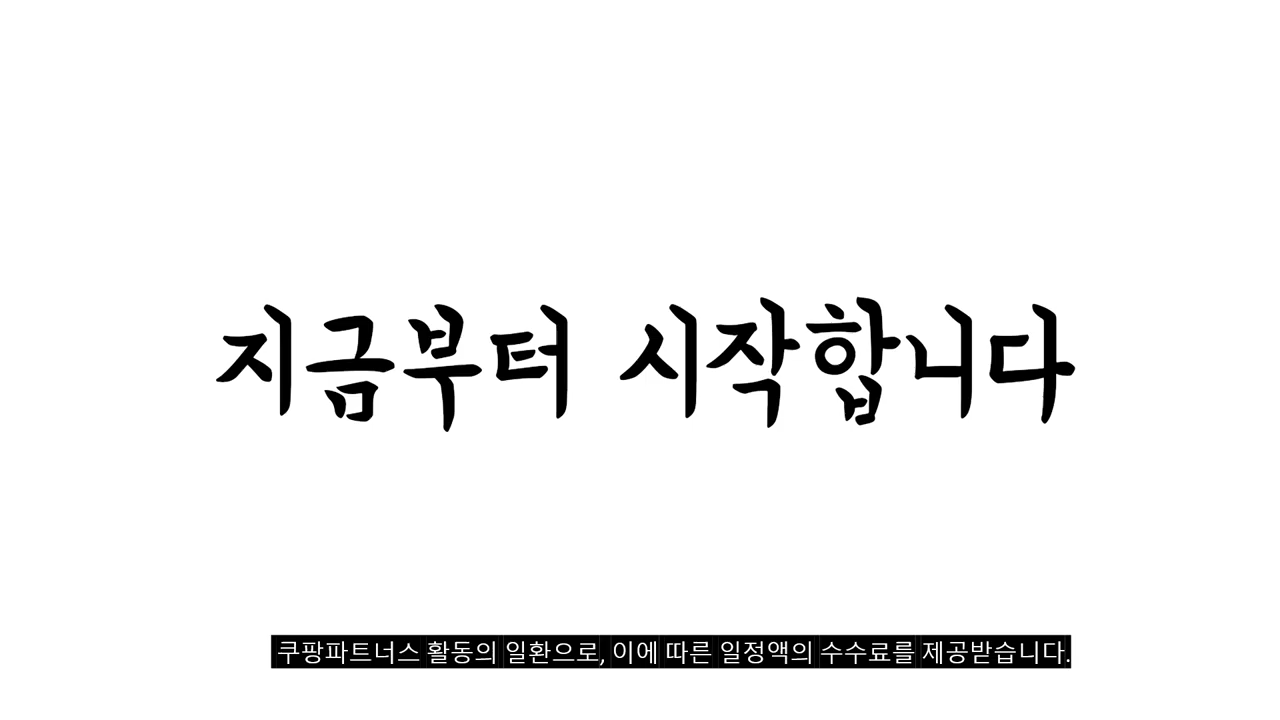 지금부터 시작합니다
쿠팡파트너스 활동의 일환으로, 이에 따른 일정액의 수수료를 제공받습니다.